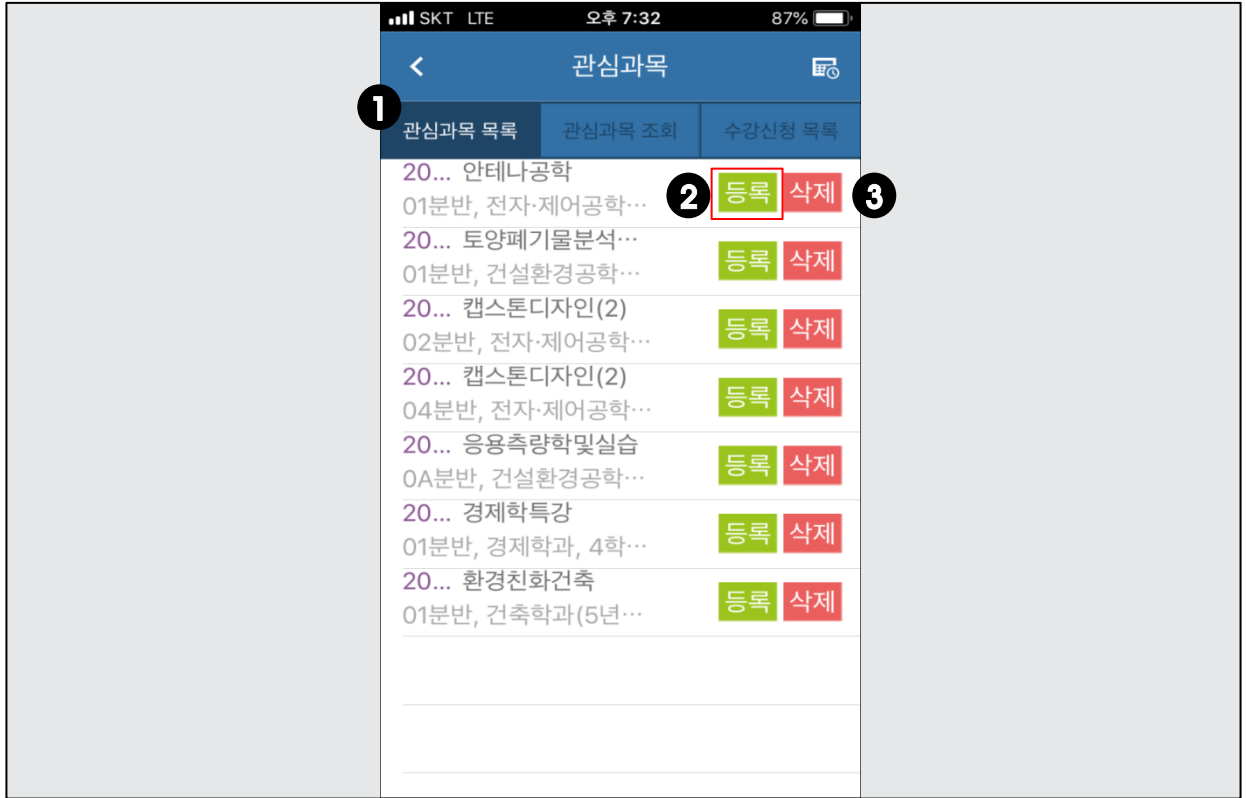 SKT LTE 오후 7:32 87%
관심과목
1
관심과목 목록 관심과목 조회 수강신청 목록
20... 안테나공학
01분반, 전자·제어공학…
2 등록 삭제 3
20... 토양폐기물분석…
01분반, 건설환경공학…
등록 삭제
20... 캡스톤디자인(2)
02분반, 전자·제어공학…
등록 삭제
20... 캡스톤디자인(2)
04분반, 전자·제어공학…
등록 삭제
20... 응용측량학및실습
0A분반, 건설환경공학…
등록 삭제
20... 경제학특강
01분반, 경제학과, 4학…
등록 삭제
20... 환경친화건축
01분반, 건축학과(5년…
등록 삭제